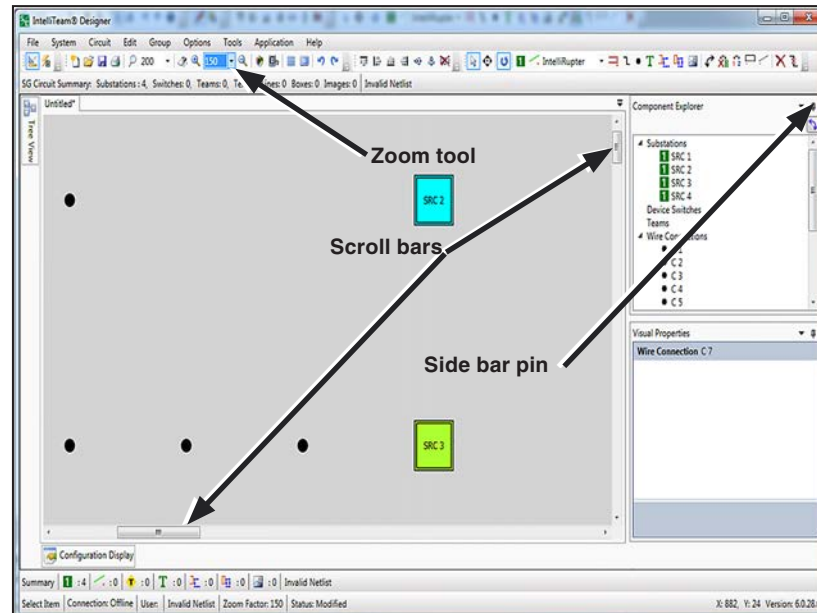 IntelliTeam® Designer
File System Circuit Edit Group Options Tools Application Help
200 150 IntelliRupter
SG Circuit Summary: Substations : 4, Switches: 0, Teams: 0, Te ines: 0 Boxes: 0 Images: 0 Invalid Netlist
Tree View
Untitled*
Component Explorer
Substations
SRC 1
SRC 2
SRC 3
SRC 4
Device Switches
Teams
Wire Connections
C 2
C 3
C 4
C 5
Zoom tool
SRC 2
Scroll bars
Side bar pin
SRC 3
Visual Properties
Wire Connection C 7
Configuration Display
Summary 1 :4 :0 T :0 T :0 :0 :0 :0 Invalid Netlist
Select Item Connection: Offline User: Invalid Netlist Zoom Factor: 150 Status: Modified X: 882, Y: 24 Version: 6.0.28